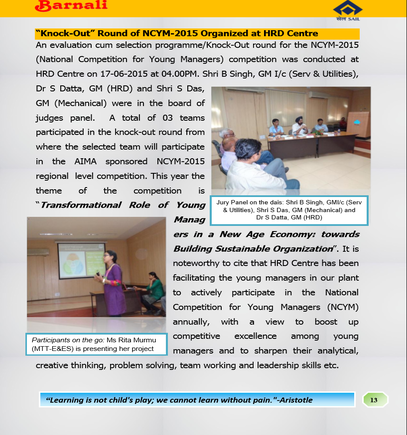 Barnali
सेल SAIL
“Knock-Out” Round of NCYM-2015 Organized at HRD Centre
An evaluation cum selection programme/Knock-Out round for the NCYM-2015
(National Competition for Young Managers) competition was conducted at
HRD Centre on 17-06-2015 at 04.00PM. Shri B Singh, GM I/c (Serv & Utilities),
Dr S Datta, GM (HRD) and Shri S Das,
GM (Mechanical) were in the board of
judges panel. A total of 03 teams
participated in the knock-out round from
where the selected team will participate
in the AIMA sponsored NCYM-2015
regional level competition. This year the
theme of the competition is
“Transformational Role of Young
Manag
ers in a New Age Economy: towards
Building Sustainable Organization”. It is
noteworthy to cite that HRD Centre has been
facilitating the young managers in our plant
to actively participate in the National
Competition for Young Managers (NCYM)
annually, with a view to boost up
competitive excellence among young
managers and to sharpen their analytical,
creative thinking, problem solving, team working and leadership skills etc.
Jury Panel on the dais: Shri B Singh, GMI/c (Serv
& Utilities), Shri S Das, GM (Mechanical) and
Dr S Datta, GM (HRD)
Participants on the go: Ms Rita Murmu
(MTT-E&ES) is presenting her project
“Learning is not child's play; we cannot learn without pain.”-Aristotle
13